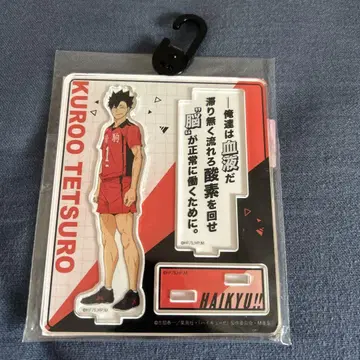 KUROO TETSURO
俺達は血液だ
滞り無く流れろ酸素を回せ
“脳”が正常に働くために。
HAIKYU!!